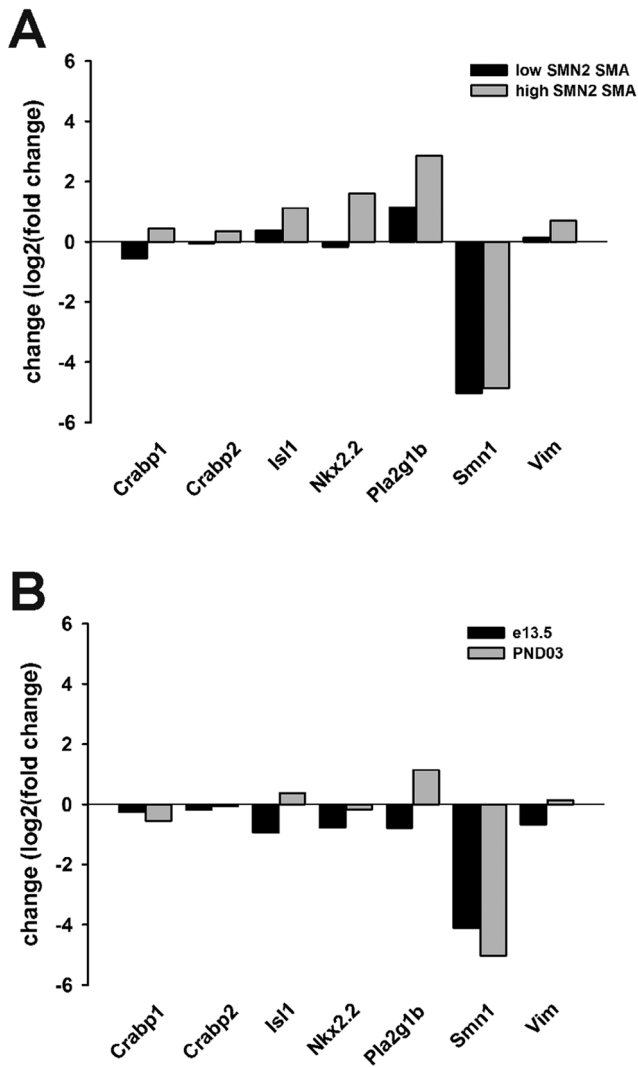 A
low SMN2 SMA
high SMN2 SMA
change (log2(fold change)
6
4
2
0
-2
-4
-6
Crabp1
Crabp2
Isl1
Nkx2.2
Pla2g1b
Smn1
Vim
B
e13.5
PND03
change (log2(fold change)
6
4
2
0
-2
-4
-6
Crabp1
Crabp2
Isl1
Nkx2.2
Pla2g1b
Smn1
Vim